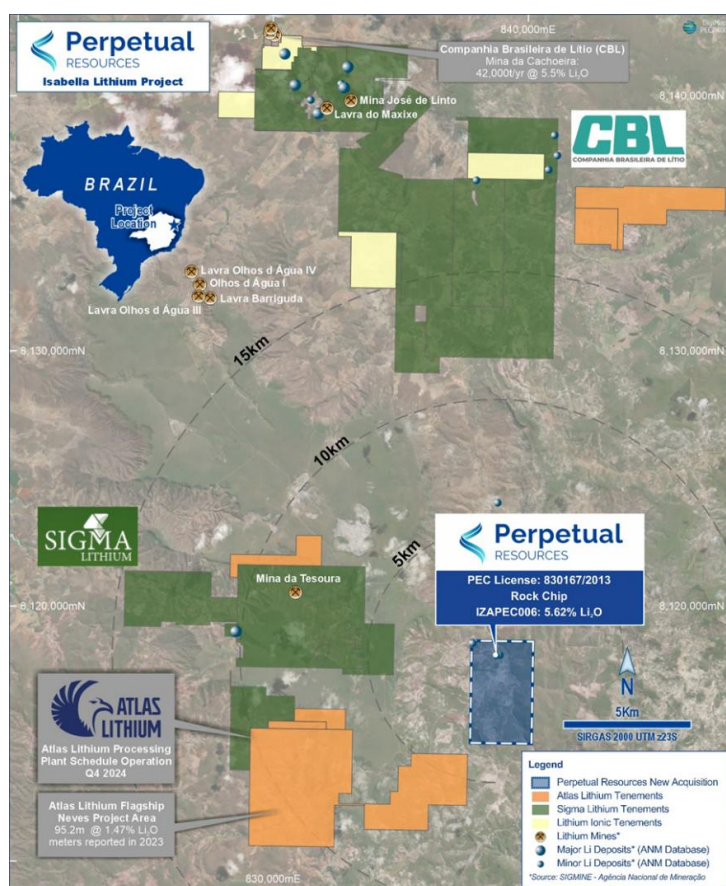 Perpetual
RESOURCES
Isabella Lithium Project
840,000mE
Companhia Brasileira de Lítio (CBL)
Mina da Cachoeira:
42,000t/yr @ 5.5% Li₂O
8,140,000mN
Mina José de Linto
Lavra do Maxixe
CBL
COMPANHIA BRASILEIRA DE LÍTIO
BRAZIL
Project
Location
Lavra Olhos d Água IV
Olhos d Água I
Lavra Barriguda
Lavra Olhos d Água III
15km
8,130,000mN
8,130,000mN
10km
SIGMA
LITHIUM
5km
Perpetual
RESOURCES
PEC License: 830167/2013
Rock Chip
IZAPEC006: 5.62% Li₂O
Mina da Tesoura
8,120,000mN
8,120,000mN
N
5Km
SIRGAS 2000 UTM z23S
ATLAS
LITHIUM
Atlas Lithium Processing
Plant Schedule Operation
Q4 2024
Atlas Lithium Flagship
Neves Project Area
95.2m @ 1.47% Li₂O
meters reported in 2023
Legend
Perpetual Resources New Acquisition
Atlas Lithium Tenements
Sigma Lithium Tenements
Lithium Ionic Tenements
Lithium Mines*
Major Li Deposits* (ANM Database)
Minor Li Deposits* (ANM Database)
*Source: SIGMINE - Agência Nacional de Mineração
830,000mE